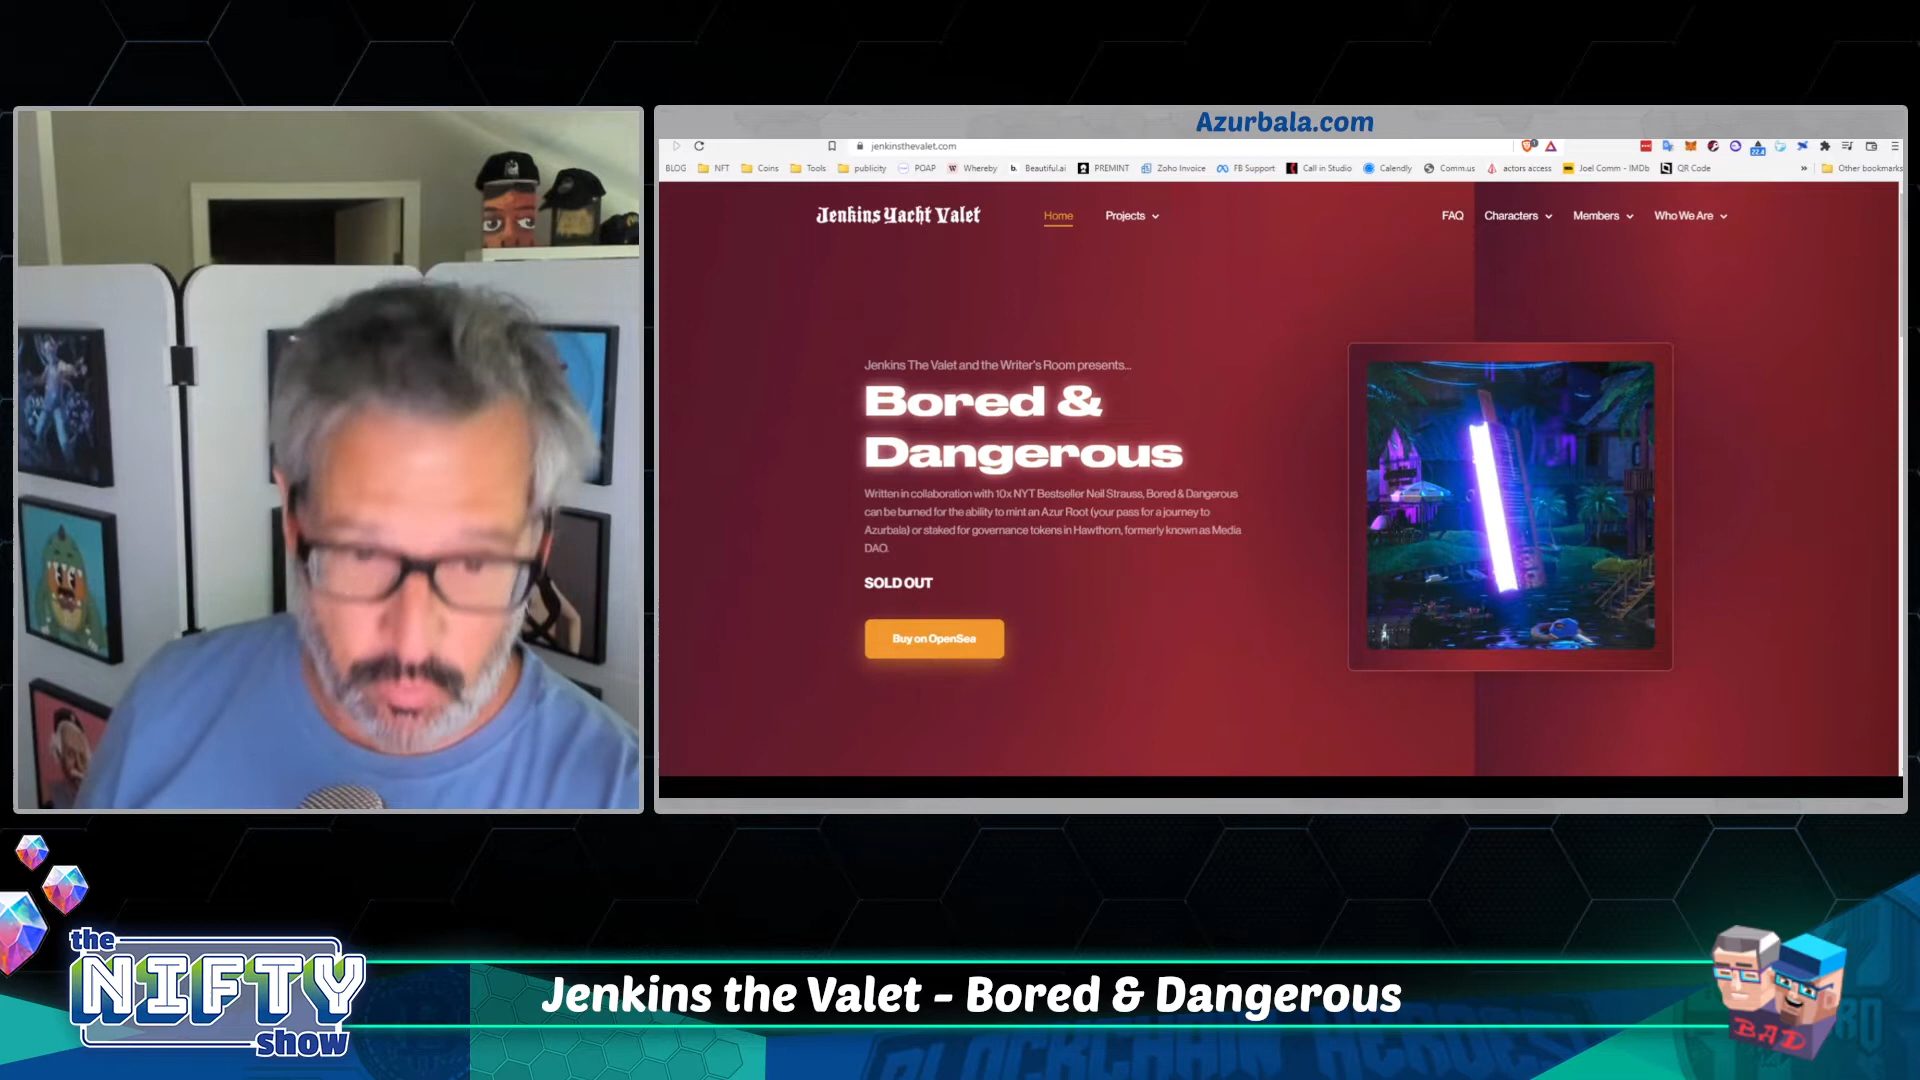 Azurbala.com
jenkinsthevalet.com
BLOG NFT Coins Tools publicity POAP Whereby b. Beautiful.ai PREMINT Zoho Invoice FB Support Call in Studio Calendly Comm.us actors access Joel Comm - IMDb QR Code » Other bookmarks
Jenkins Yacht Valet Home Projects FAQ Characters Members Who We Are
Jenkins The Valet and the Writer's Room presents...
Bored &
Dangerous
Written in collaboration with 10x NYT Bestseller Neil Strauss, Bored & Dangerous
can be burned for the ability to mint an Azur Root (your pass for a journey to
Azurbala) or staked for governance tokens in Hawthorn, formerly known as Media
DAO.
SOLD OUT
Buy on OpenSea
the
NIFTY
show
Jenkins the Valet - Bored & Dangerous
BAD
BLOCKCHAIN HEROES